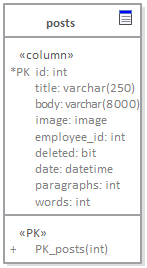 posts
«column»
*PK id: int
title: varchar(250)
body: varchar(8000)
image: image
employee_id: int
deleted: bit
date: datetime
paragraphs: int
words: int
«PK»
+ PK_posts(int)